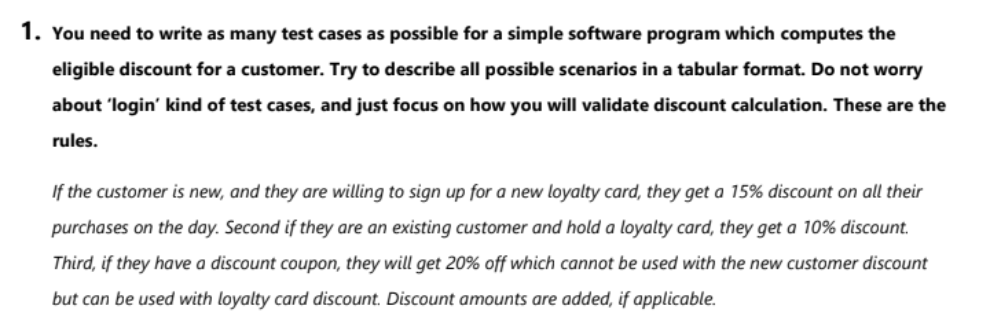 1. You need to write as many test cases as possible for a simple software program which computes the
eligible discount for a customer. Try to describe all possible scenarios in a tabular format. Do not worry
about ‘login’ kind of test cases, and just focus on how you will validate discount calculation. These are the
rules.
If the customer is new, and they are willing to sign up for a new loyalty card, they get a 15% discount on all their
purchases on the day. Second if they are an existing customer and hold a loyalty card, they get a 10% discount.
Third, if they have a discount coupon, they will get 20% off which cannot be used with the new customer discount
but can be used with loyalty card discount. Discount amounts are added, if applicable.